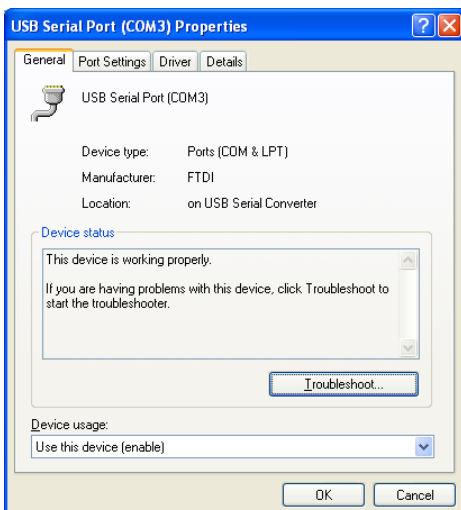 USB Serial Port (COM3) Properties
General Port Settings Driver Details
USB Serial Port (COM3)
Device type: Ports (COM & LPT)
Manufacturer: FTDI
Location: on USB Serial Converter
Device status
This device is working properly.
If you are having problems with this device, click Troubleshoot to
start the troubleshooter.
Troubleshoot...
Device usage:
Use this device (enable)
OK Cancel